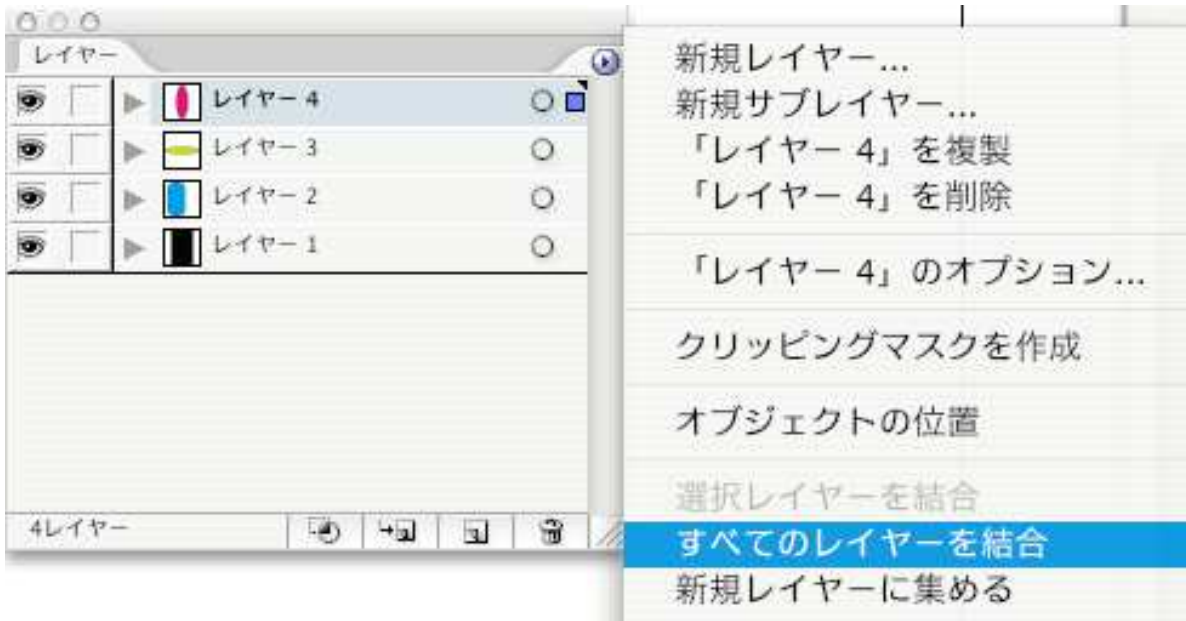 レイヤー
レイヤー 4
レイヤー 3
レイヤー 2
レイヤー 1
4レイヤー
新規レイヤー...
新規サブレイヤー...
「レイヤー 4」を複製
「レイヤー 4」を削除
「レイヤー 4」のオプション...
クリッピングマスクを作成
オブジェクトの位置
選択レイヤーを結合
すべてのレイヤーを結合
新規レイヤーに集める